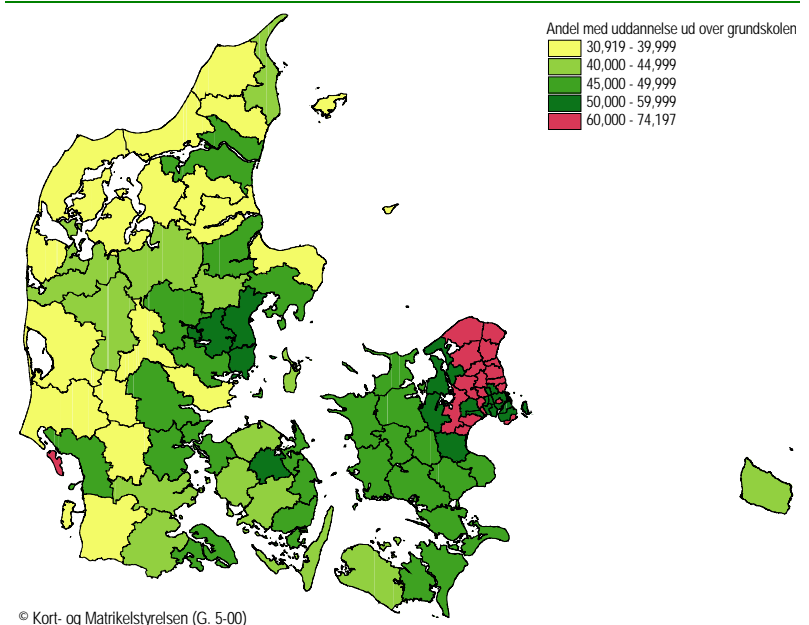 Andel med uddannelse ud over grundskolen
30,919 - 39,999
40,000 - 44,999
45,000 - 49,999
50,000 - 59,999
60,000 - 74,197
© Kort- og Matrikelstyrelsen (G. 5-00)